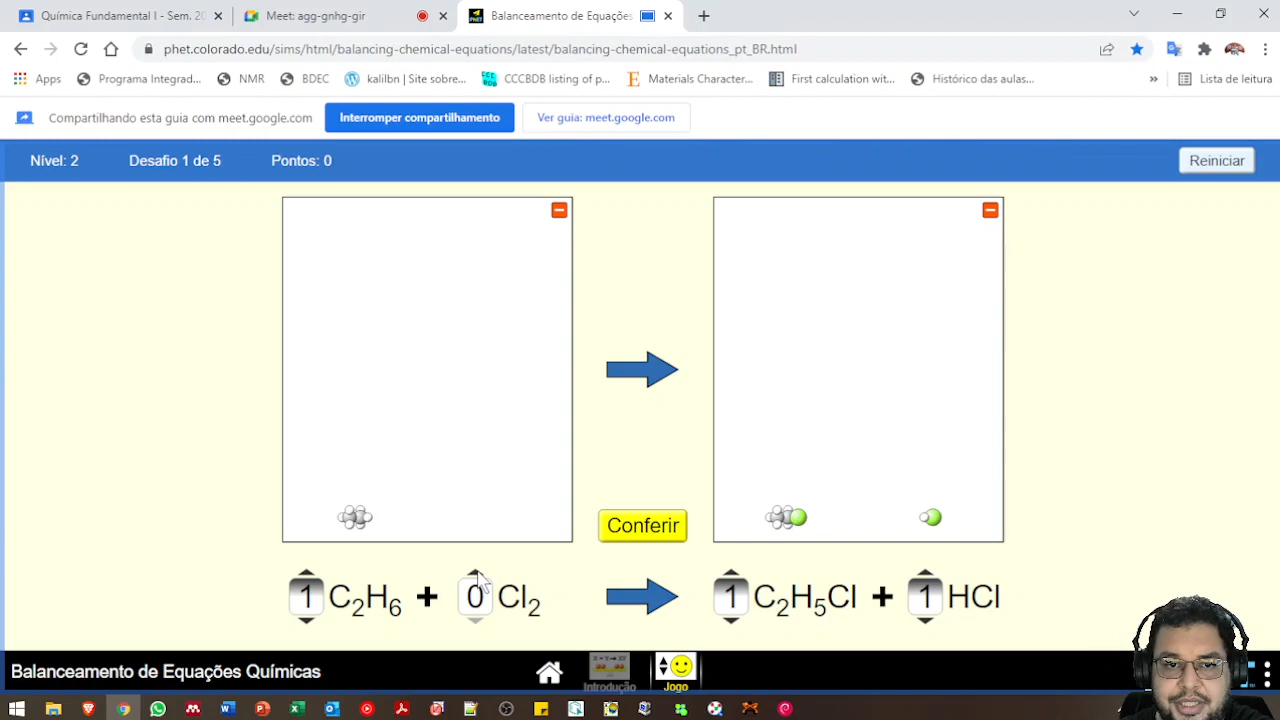 Química Fundamental I - Sem. 20
Meet: agg-gnhg-gir
Balanceamento de Equações
phet.colorado.edu/sims/html/balancing-chemical-equations/latest/balancing-chemical-equations_pt_BR.html
Apps
Programa Integrad...
NMR
BDEC
kalilbn | Site sobre...
CCCBDB listing of p...
Materials Character...
First calculation wit...
Histórico das aulas...
»
Lista de leitura
Compartilhando esta guia com meet.google.com
Interromper compartilhamento
Ver guia: meet.google.com
Nível: 2
Desafio 1 de 5
Pontos: 0
Reiniciar
Conferir
1 C₂H₆ + 0 Cl₂ 1 C₂H₅Cl + 1 HCl
Balanceamento de Equações Químicas
Introdução
Jogo